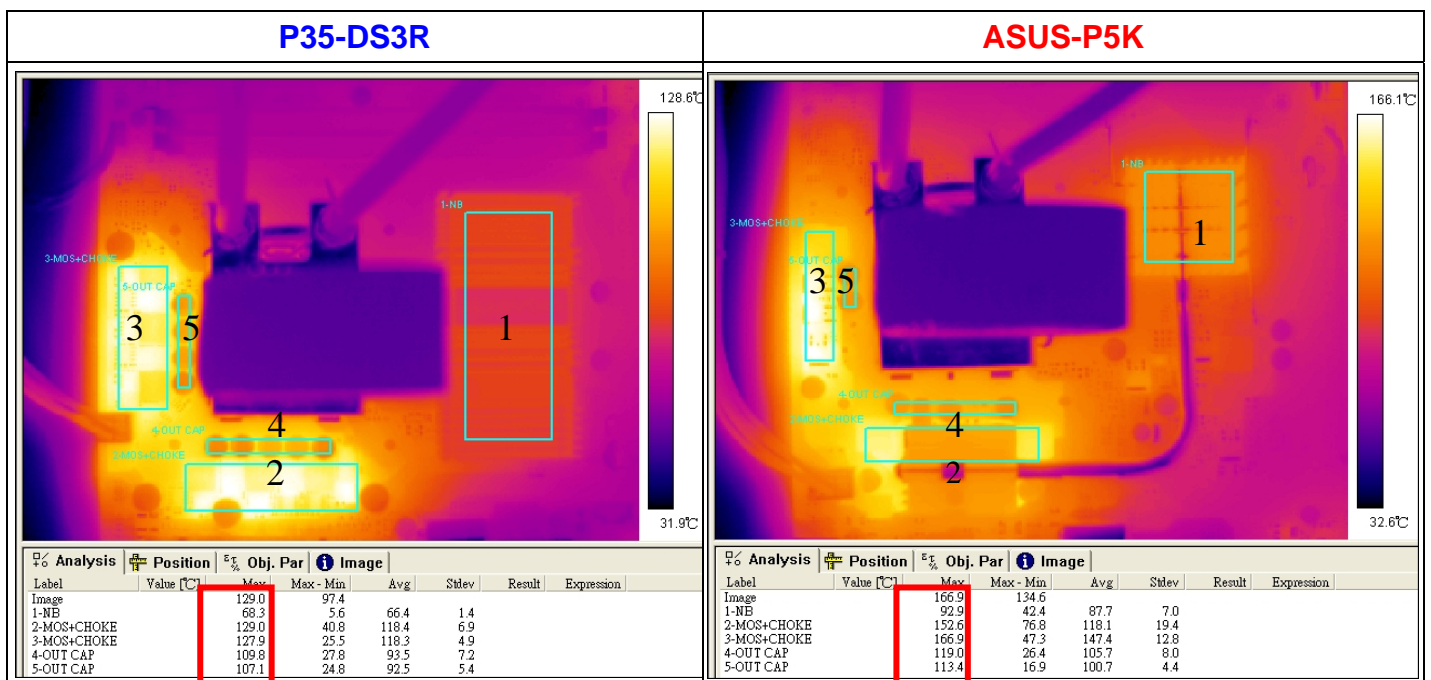 P35-DS3R
ASUS-P5K
128.6℃
1-NB
3-MOS+CHOKE
5-OUT CAP
3
5
1
4-OUT CAP
4
2-MOS+CHOKE
2
31.9℃
Analysis Position Obj. Par Image
Label Value [℃] Max Max - Min Avg Stdev Result Expression
Image 129.0 97.4
1-NB 68.3 5.6 66.4 1.4
2-MOS+CHOKE 129.0 40.8 118.4 6.9
3-MOS+CHOKE 127.9 25.5 118.3 4.9
4-OUT CAP 109.8 27.8 93.5 7.2
5-OUT CAP 107.1 24.8 92.5 5.4
166.1℃
1-NB
3-MOS+CHOKE
1
5-OUT CAP
3
5
4-OUT CAP
2-MOS+CHOKE
4
2
32.6℃
Analysis Position Obj. Par Image
Label Value [℃] Max Max - Min Avg Stdev Result Expression
Image 166.9 134.6
1-NB 92.9 42.4 87.7 7.0
2-MOS+CHOKE 152.6 76.8 118.1 19.4
3-MOS+CHOKE 166.9 47.3 147.4 12.8
4-OUT CAP 119.0 26.4 105.7 8.0
5-OUT CAP 113.4 16.9 100.7 4.4